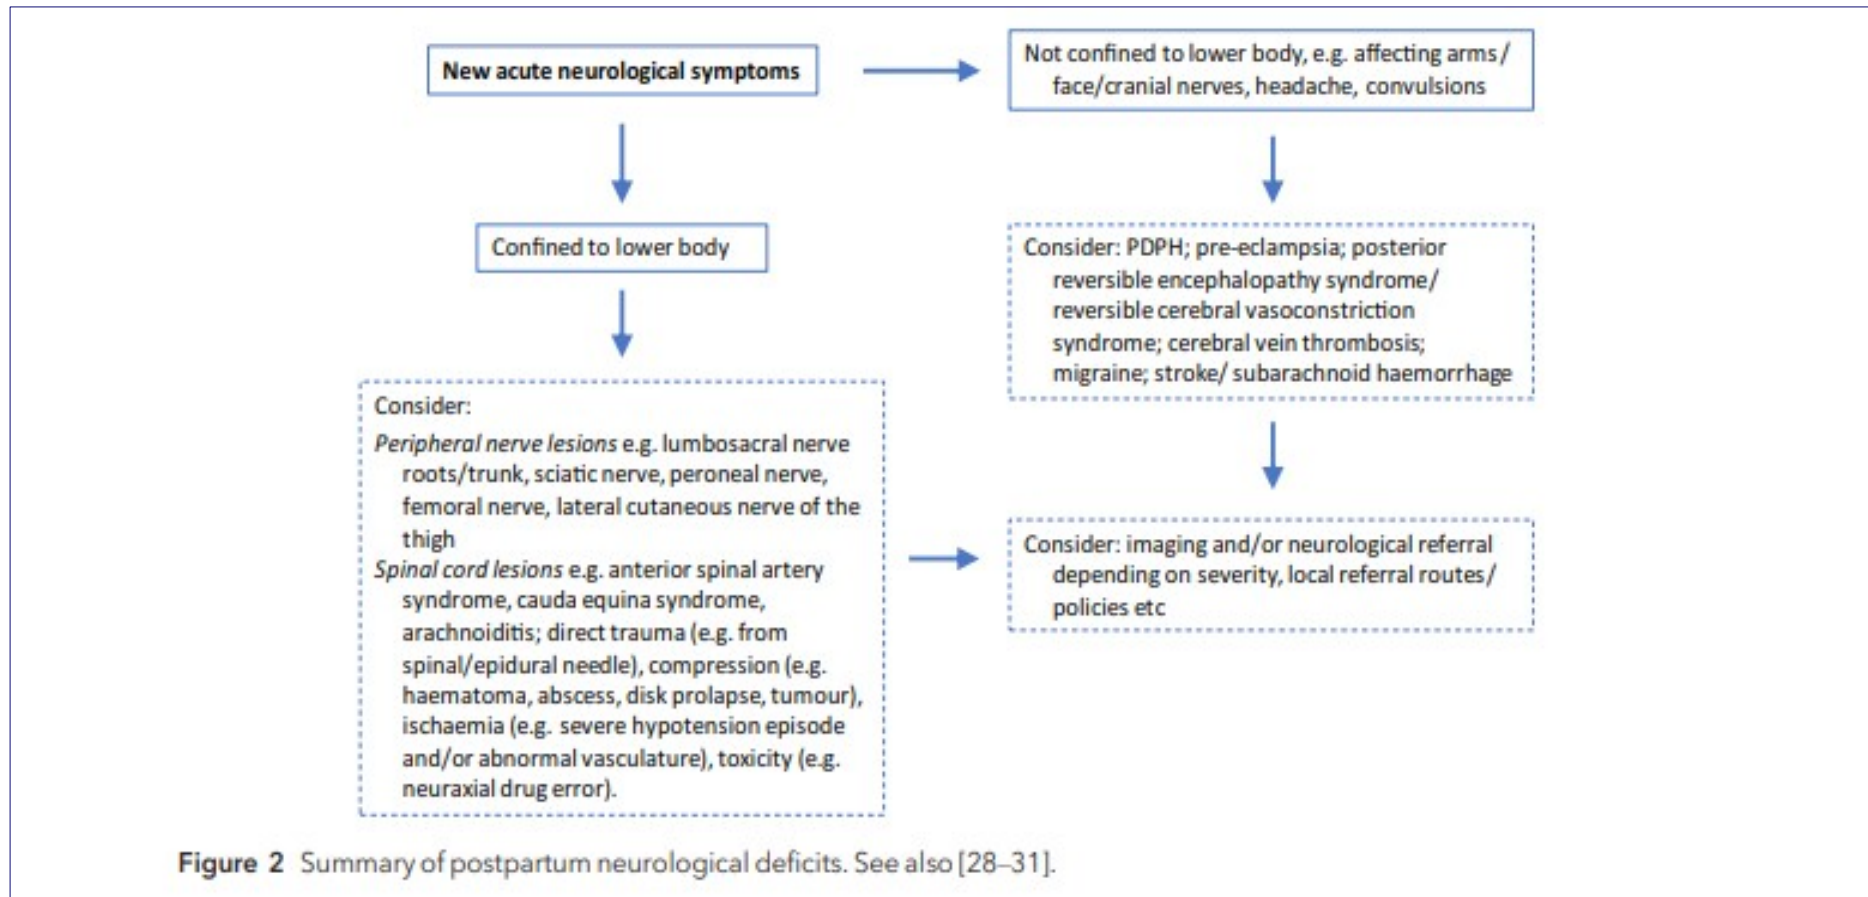 New acute neurological symptoms
Not confined to lower body, e.g. affecting arms/
face/cranial nerves, headache, convulsions
Confined to lower body
Consider: PDPH; pre-eclampsia; posterior
reversible encephalopathy syndrome/
reversible cerebral vasoconstriction
syndrome; cerebral vein thrombosis;
migraine; stroke/ subarachnoid haemorrhage
Consider:
Peripheral nerve lesions e.g. lumbosacral nerve
roots/trunk, sciatic nerve, peroneal nerve,
femoral nerve, lateral cutaneous nerve of the
thigh
Spinal cord lesions e.g. anterior spinal artery
syndrome, cauda equina syndrome,
arachnoiditis; direct trauma (e.g. from
spinal/epidural needle), compression (e.g.
haematoma, abscess, disk prolapse, tumour),
ischaemia (e.g. severe hypotension episode
and/or abnormal vasculature), toxicity (e.g.
neuraxial drug error).
Consider: imaging and/or neurological referral
depending on severity, local referral routes/
policies etc
Figure 2 Summary of postpartum neurological deficits. See also [28–31].